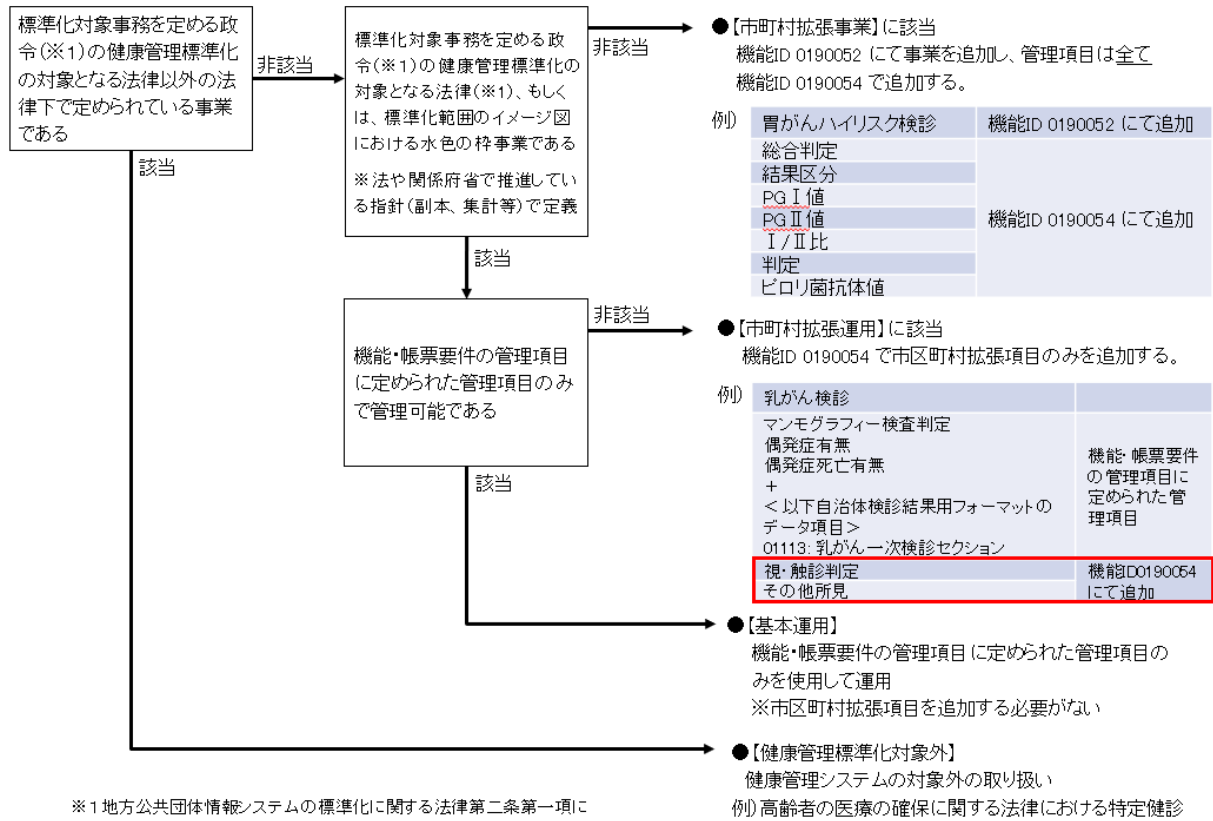 標準化対象事務を定める政
令(※1)の健康管理標準化
の対象となる法律以外の法
律下で定められている事業
である
非該当
該当
標準化対象事務を定める政
令(※1)の健康管理標準化の
対象となる法律(※1)、もしく
は、標準化範囲のイメージ図
における水色の枠事業である
※法や関係府省で推進してい
る指針(副本、集計等)で定義
非該当
該当
●【市町村拡張事業】に該当
機能ID 0190052 にて事業を追加し、管理項目は全て
機能ID 0190054 で追加する。
例) 胃がんハイリスク検診 機能ID 0190052 にて追加
総合判定
結果区分
PGⅠ値
PGⅡ値 機能ID 0190054 にて追加
Ⅰ/Ⅱ比
判定
ピロリ菌抗体値
機能・帳票要件の管理項目
に定められた管理項目のみ
で管理可能である
非該当
該当
●【市町村拡張運用】に該当
機能ID 0190054 で市区町村拡張項目のみを追加する。
例) 乳がん検診
マンモグラフィー検査判定
偶発症有無
偶発症死亡有無
+
<以下自治体検診結果用フォーマットの
データ項目>
01113:乳がん一次検診セクション
機能・帳票要件
の管理項目に
定められた管
理項目
視・触診判定 機能ID0190054
その他所見 にて追加
●【基本運用】
機能・帳票要件の管理項目に定められた管理項目の
みを使用して運用
※市区町村拡張項目を追加する必要がない
●【健康管理標準化対象外】
健康管理システムの対象外の取り扱い
例)高齢者の医療の確保に関する法律における特定健診
※1地方公共団体情報システムの標準化に関する法律第二条第一項に